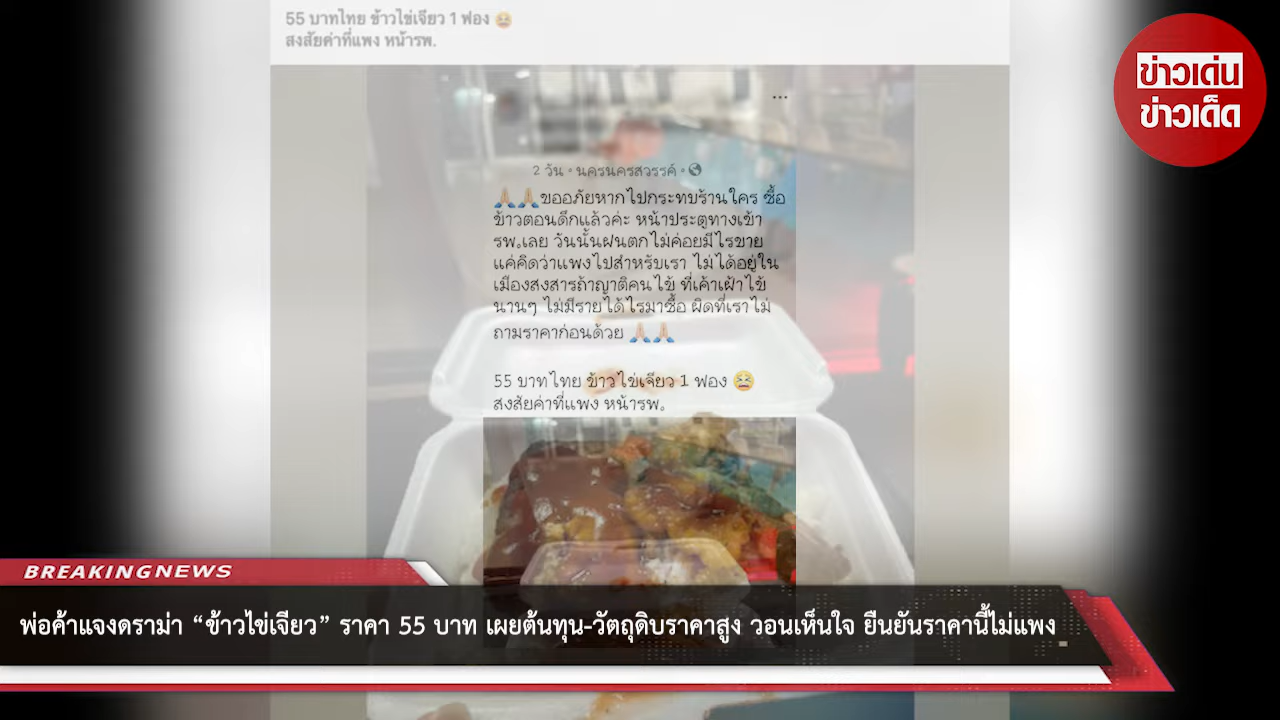 55 บาทไทย ข้าวไข่เจียว 1 ฟอง 😫
สงสัยค่าที่แพง หน้ารพ.
ข่าวเด่น
ข่าวเด็ด
...
2 วัน • นครนครสวรรค์ •
🙏🙏ขออภัยหากไปกระทบร้านใคร ซื้อ
ข้าวตอนดึกแล้วค่ะ หน้าประตูทางเข้า
รพ.เลย วันนั้นฝนตกไม่ค่อยมีไรขาย
แค่คิดว่าแพงไปสำหรับเรา ไม่ได้อยู่ใน
เมืองสงสารถ้าญาติคนไข้ ที่เค้าเฝ้าไข้
นานๆ ไม่มีรายได้ไรมาซื้อ ผิดที่เราไม่
ถามราคาก่อนด้วย 🙏🙏
55 บาทไทย ข้าวไข่เจียว 1 ฟอง 😫
สงสัยค่าที่แพง หน้ารพ.
BREAKINGNEWS
พ่อค้าแจงดราม่า “ข้าวไข่เจียว” ราคา 55 บาท เผยต้นทุน-วัตถุดิบราคาสูง วอนเห็นใจ ยืนยันราคานี้ไม่แพง